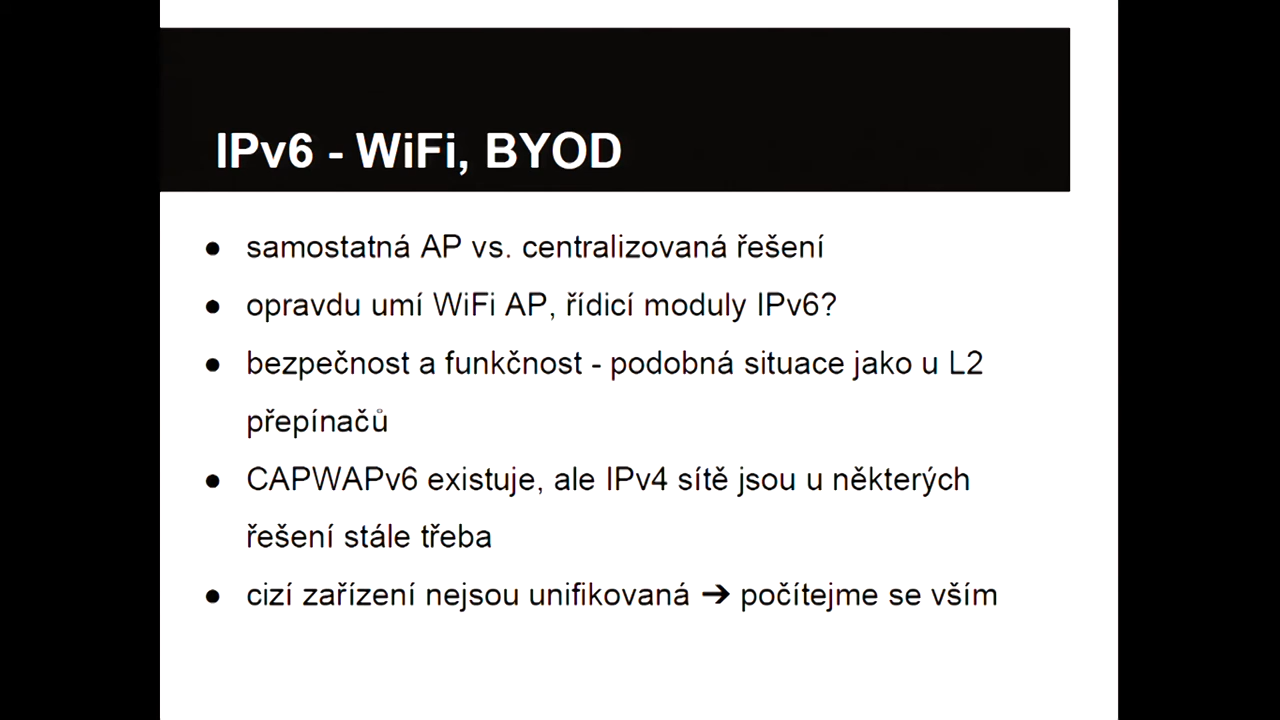 IPv6 - WiFi, BYOD
● samostatná AP vs. centralizovaná řešení
● opravdu umí WiFi AP, řídicí moduly IPv6?
● bezpečnost a funkčnost - podobná situace jako u L2
přepínačů
● CAPWAPv6 existuje, ale IPv4 sítě jsou u některých
řešení stále třeba
● cizí zařízení nejsou unifikovaná ➔ počítejme se vším